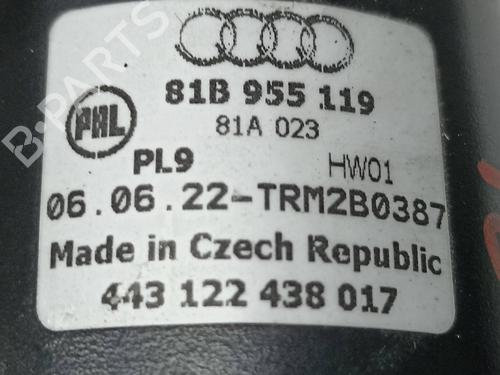 81B 955 119
PAL
81A 023
PL9 HW01
06.06.22-TRM2B0387
Made in Czech Republic
443 122 438 017
B-PARTS